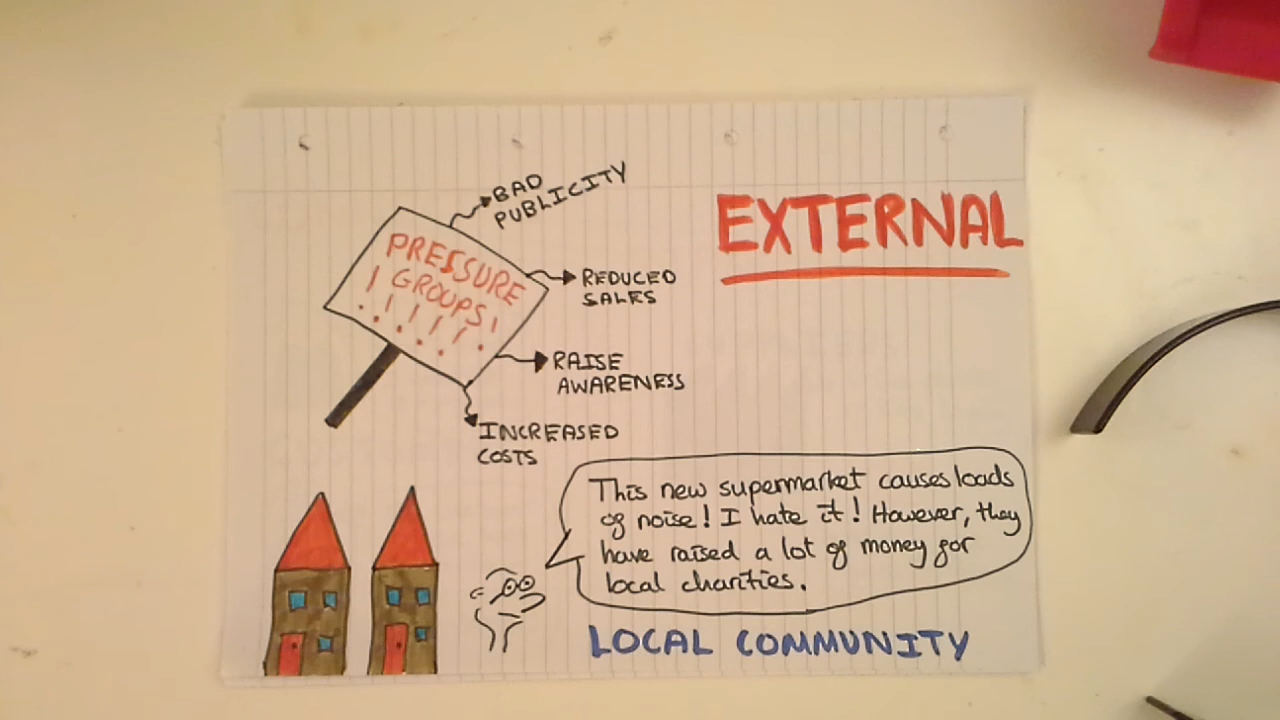 EXTERNAL
BAD
PUBLICITY
PRESSURE
! GROUPS!
!!!!!
REDUCED
SALES
RAISE
AWARENESS
INCREASED
COSTS
This new supermarket causes loads
of noise! I hate it! However, they
have raised a lot of money for
local charities.
LOCAL COMMUNITY